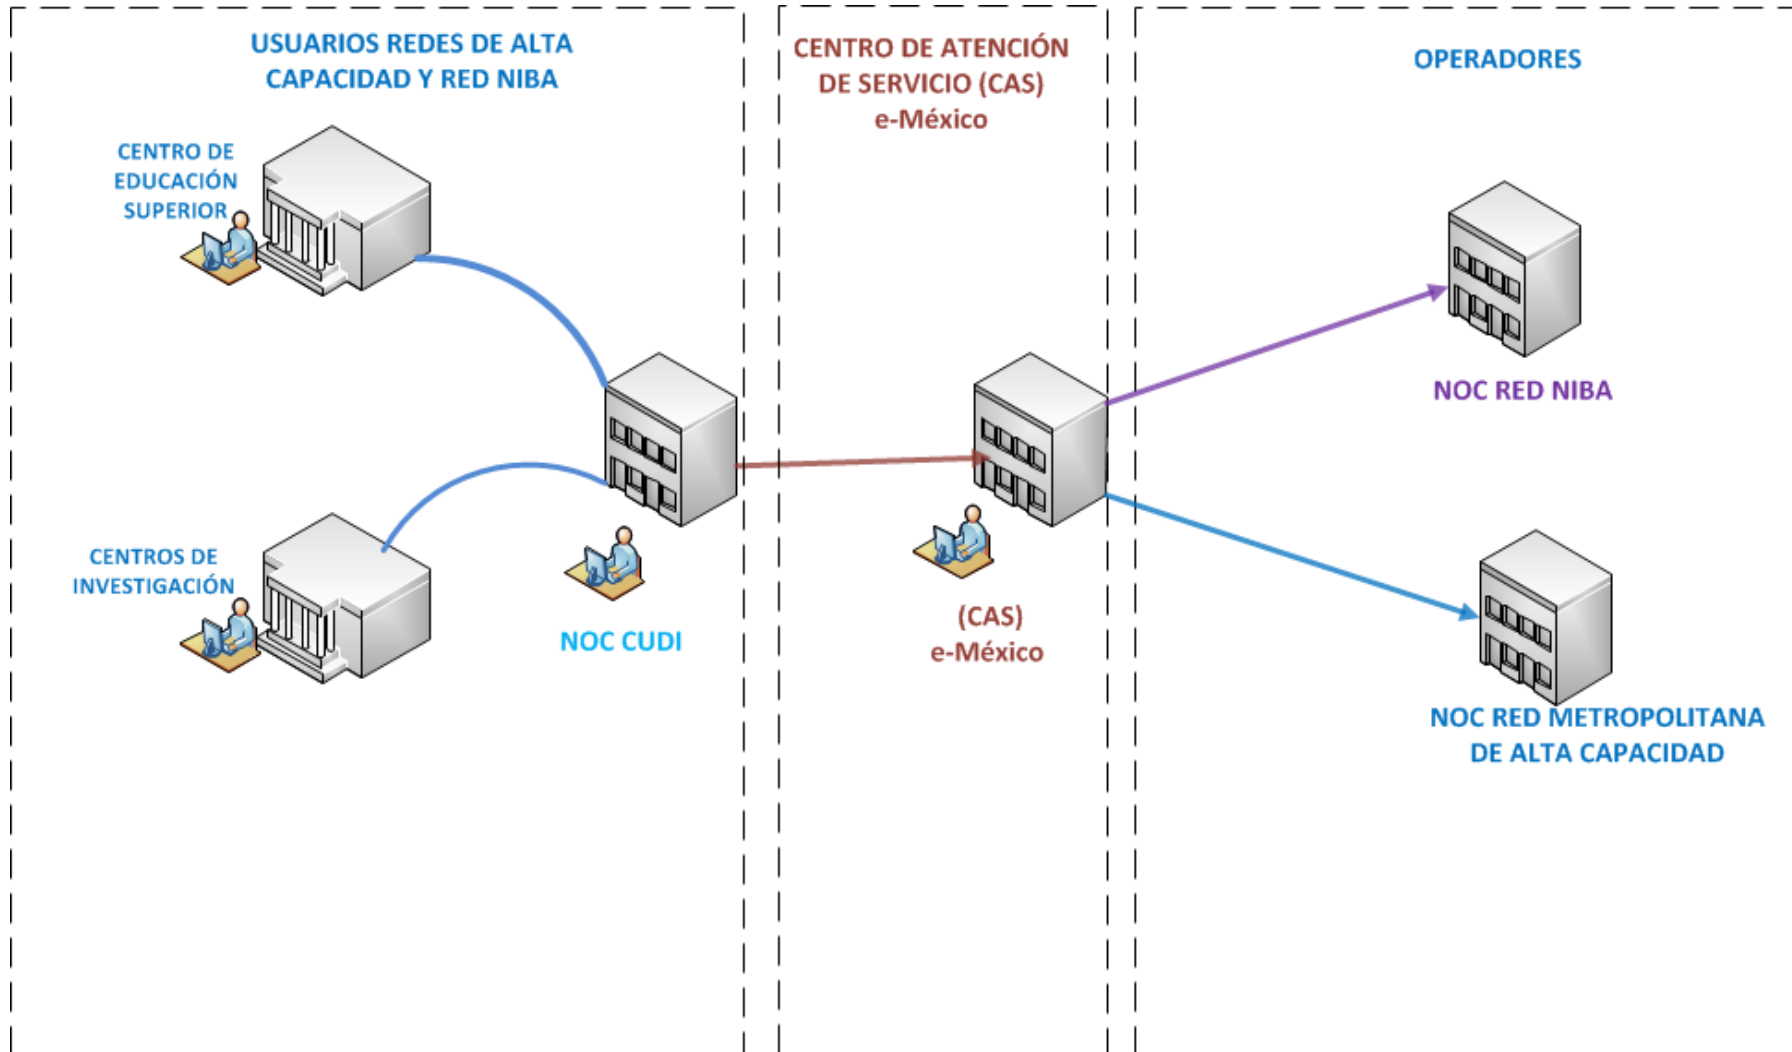 USUARIOS REDES DE ALTA
CAPACIDAD Y RED NIBA
CENTRO DE
EDUCACIÓN
SUPERIOR
CENTROS DE
INVESTIGACIÓN
NOC CUDI
CENTRO DE ATENCIÓN
DE SERVICIO (CAS)
e-México
(CAS)
e-México
OPERADORES
NOC RED NIBA
NOC RED METROPOLITANA
DE ALTA CAPACIDAD